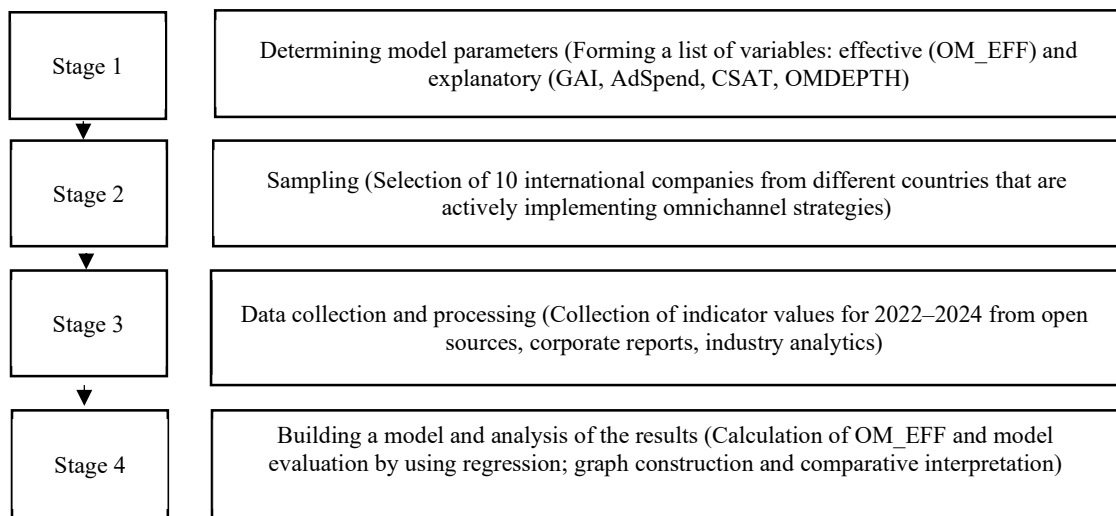 Stage 1
Determining model parameters (Forming a list of variables: effective (OM_EFF) and
explanatory (GAI, AdSpend, CSAT, OMDEPTH)
Stage 2
Sampling (Selection of 10 international companies from different countries that are
actively implementing omnichannel strategies)
Stage 3
Data collection and processing (Collection of indicator values for 2022–2024 from open
sources, corporate reports, industry analytics)
Stage 4
Building a model and analysis of the results (Calculation of OM_EFF and model
evaluation by using regression; graph construction and comparative interpretation)